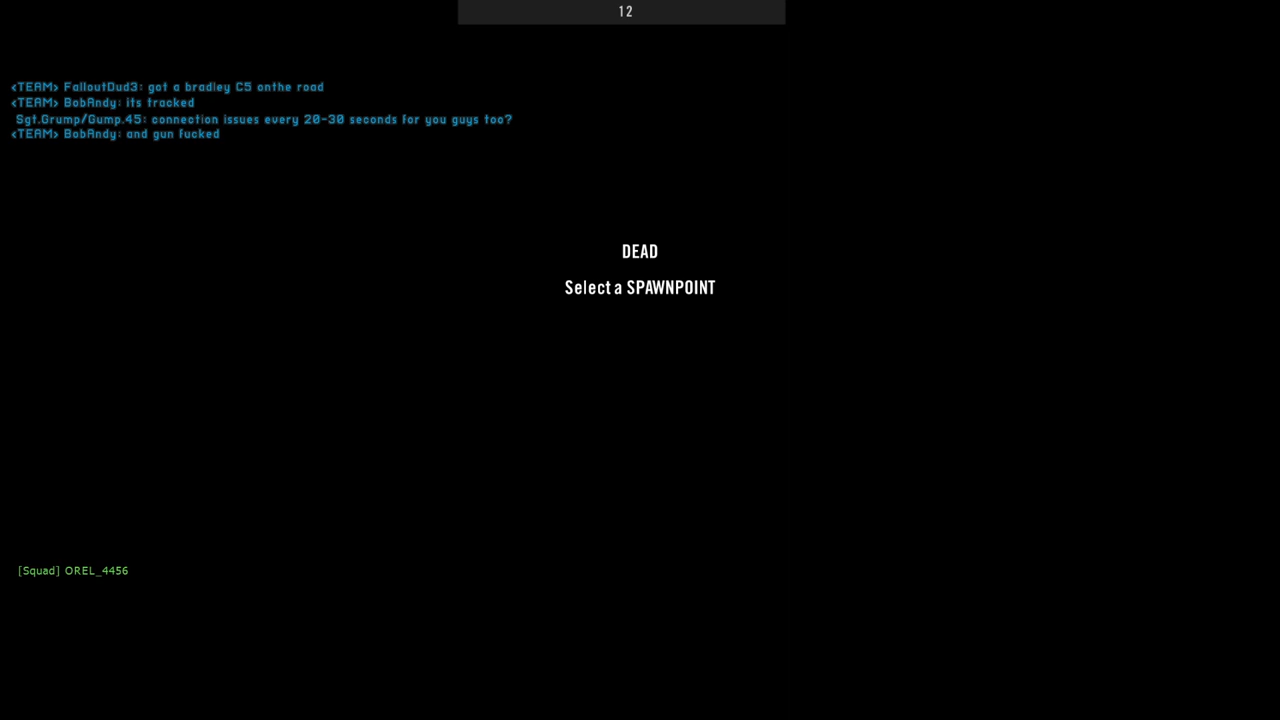 12
<TEAM> FalloutDud3: got a bradley C5 onthe road
<TEAM> BobAndy: its tracked
Sgt.Grump/Gump.45: connection issues every 20-30 seconds for you guys too?
<TEAM> BobAndy: and gun fucked
DEAD
Select a SPAWNPOINT
[Squad] OREL_4456